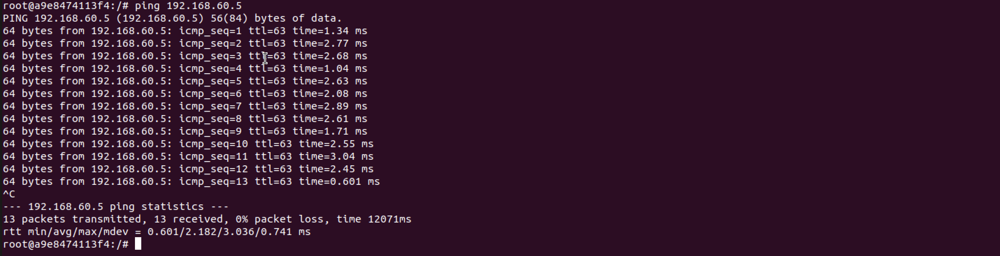 root@a9e8474113f4:/# ping 192.168.60.5
PING 192.168.60.5 (192.168.60.5) 56(84) bytes of data.
64 bytes from 192.168.60.5: icmp_seq=1 ttl=63 time=1.34 ms
64 bytes from 192.168.60.5: icmp_seq=2 ttl=63 time=2.77 ms
64 bytes from 192.168.60.5: icmp_seq=3 ttl=63 time=2.68 ms
64 bytes from 192.168.60.5: icmp_seq=4 ttl=63 time=1.04 ms
64 bytes from 192.168.60.5: icmp_seq=5 ttl=63 time=2.63 ms
64 bytes from 192.168.60.5: icmp_seq=6 ttl=63 time=2.08 ms
64 bytes from 192.168.60.5: icmp_seq=7 ttl=63 time=2.89 ms
64 bytes from 192.168.60.5: icmp_seq=8 ttl=63 time=2.61 ms
64 bytes from 192.168.60.5: icmp_seq=9 ttl=63 time=1.71 ms
64 bytes from 192.168.60.5: icmp_seq=10 ttl=63 time=2.55 ms
64 bytes from 192.168.60.5: icmp_seq=11 ttl=63 time=3.04 ms
64 bytes from 192.168.60.5: icmp_seq=12 ttl=63 time=2.45 ms
64 bytes from 192.168.60.5: icmp_seq=13 ttl=63 time=0.601 ms
^C
--- 192.168.60.5 ping statistics ---
13 packets transmitted, 13 received, 0% packet loss, time 12071ms
rtt min/avg/max/mdev = 0.601/2.182/3.036/0.741 ms
root@a9e8474113f4:/#